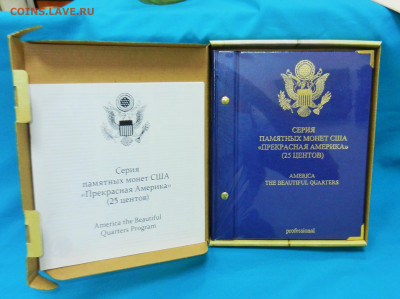 COINS.LAVE.RU
Серия
памятных монет США
«Прекрасная Америка»
(25 центов)
America the Beautiful
Quarters Program
СЕРИЯ
ПАМЯТНЫХ МОНЕТ США
«ПРЕКРАСНАЯ АМЕРИКА»
(25 ЦЕНТОВ)
AMERICA
THE BEAUTIFUL QUARTERS
professional